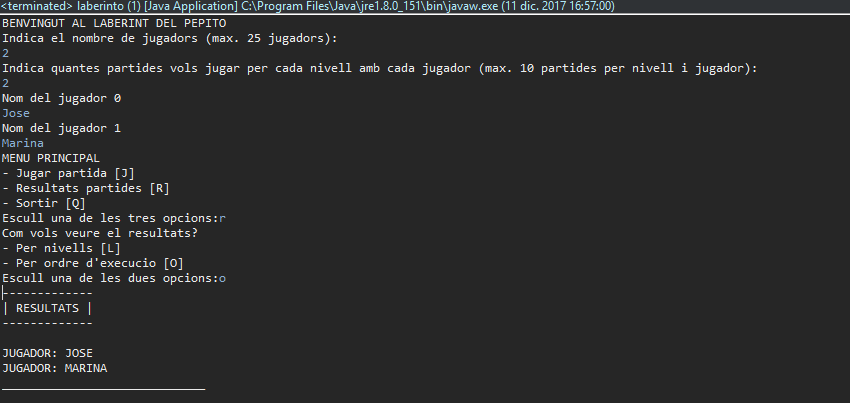 <terminated> laberinto (1) [Java Application] C:\Program Files\Java\jre1.8.0_151\bin\javaw.exe (11 dic. 2017 16:57:00)
BENVINGUT AL LABERINT DEL PEPITO
Indica el nombre de jugadors (max. 25 jugadors):
2
Indica quantes partides vols jugar per cada nivell amb cada jugador (max. 10 partides per nivell i jugador):
2
Nom del jugador 0
Jose
Nom del jugador 1
Marina
MENU PRINCIPAL
- Jugar partida [J]
- Resultats partides [R]
- Sortir [Q]
Escull una de les tres opcions:r
Com vols veure el resultats?
- Per nivells [L]
- Per ordre d'execucio [O]
Escull una de les dues opcions:o
-------------
| RESULTATS |
-------------
JUGADOR: JOSE
JUGADOR: MARINA
_____________________________